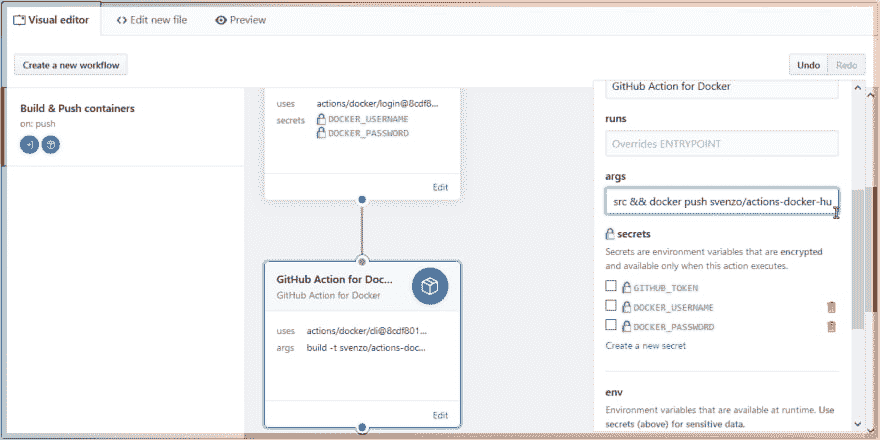 Visual editor
<> Edit new file
Preview
Create a new workflow
Undo
Redo
Build & Push containers
on: push
uses actions/docker/login@8cdf8...
secrets DOCKER_USERNAME
DOCKER_PASSWORD
Edit
GitHub Action for Doc...
GitHub Action for Docker
uses actions/docker/cli@8cdf801...
args build -t svenzo/actions-doc...
Edit
GitHub Action for Docker
runs
Overrides ENTRYPOINT
args
src && docker push svenzo/actions-docker-hu
secrets
Secrets are environment variables that are encrypted
and available only when this action executes.
GITHUB_TOKEN
DOCKER_USERNAME
DOCKER_PASSWORD
Create a new secret
env
Environment variables that are available at runtime. Use
secrets (above) for sensitive data.